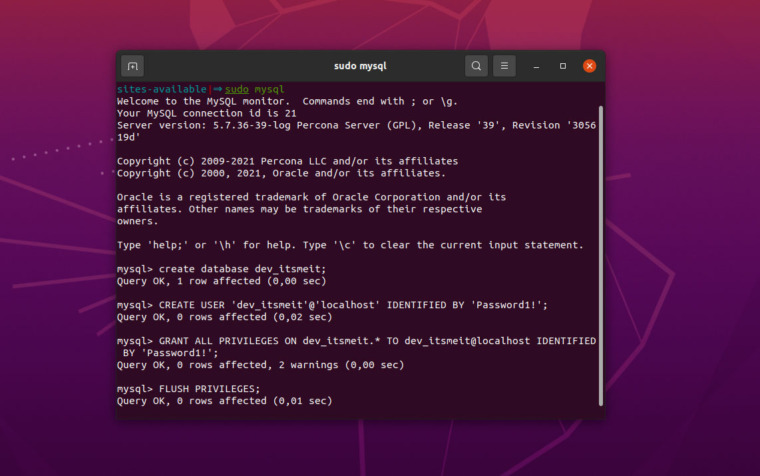 sudo mysql
sites-available|⇒ sudo mysql
Welcome to the MySQL monitor.  Commands end with ; or \g.
Your MySQL connection id is 21
Server version: 5.7.36-39-log Percona Server (GPL), Release '39', Revision '3056
19d'
Copyright (c) 2009-2021 Percona LLC and/or its affiliates
Copyright (c) 2000, 2021, Oracle and/or its affiliates.
Oracle is a registered trademark of Oracle Corporation and/or its
affiliates. Other names may be trademarks of their respective
owners.
Type 'help;' or '\h' for help. Type '\c' to clear the current input statement.
mysql> create database dev_itsmeit;
Query OK, 1 row affected (0,00 sec)
mysql> CREATE USER 'dev_itsmeit'@'localhost' IDENTIFIED BY 'Password1!';
Query OK, 0 rows affected (0,02 sec)
mysql> GRANT ALL PRIVILEGES ON dev_itsmeit.* TO dev_itsmeit@localhost IDENTIFIED
 BY 'Password1!';
Query OK, 0 rows affected, 2 warnings (0,00 sec)
mysql> FLUSH PRIVILEGES;
Query OK, 0 rows affected (0,01 sec)